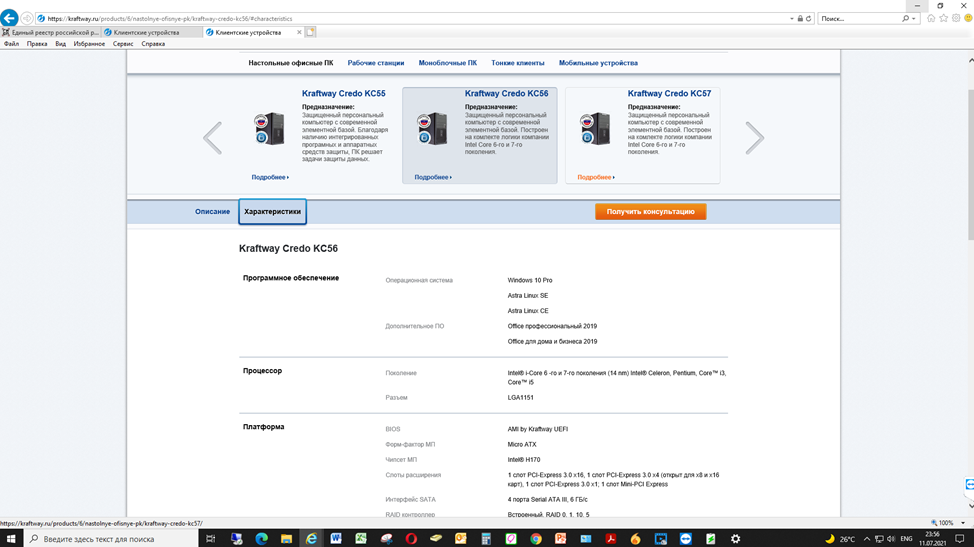 https://kraftway.ru/products/6/nastolnye-ofisnye-pk/kraftway-credo-kc56/#characteristics
Поиск...
Единый реестр российской р...
Клиентские устройства
Клиентские устройства
Файл Правка Вид Избранное Сервис Справка
Настольные офисные ПК Рабочие станции Моноблочные ПК Тонкие клиенты Мобильные устройства
Kraftway Credo KC55
Предназначение:
Защищенный персональный
компьютер с современной
элементной базой. Благодаря
наличию интегрированных
програмных и аппаратных
средств защиты, ПК решает
задачи защиты данных.
Подробнее
Kraftway Credo KC56
Предназначение:
Защищенный персональный
компьютер с современной
элементной базой. Построен
на комплекте логики компании
Intel Core 6-го и 7-го
поколения.
Подробнее
Kraftway Credo KC57
Предназначение:
Защищенный персональный
компьютер с современной
элементной базой. Построен
на комплекте логики компании
Intel Core 6-го и 7-го
поколения.
Подробнее
Описание Характеристики Получить консультацию
Kraftway Credo KC56
Программное обеспечение Операционная система Windows 10 Pro
Astra Linux SE
Astra Linux CE
Дополнительное ПО Office профессиональный 2019
Office для дома и бизнеса 2019
Процессор Поколение Intel® i-Core 6 -го и 7-го поколения (14 nm) Intel® Celeron, Pentium, Core™ i3,
Core™ i5
Разъем LGA1151
Платформа BIOS AMI by Kraftway UEFI
Форм-фактор МП Micro ATX
Чипсет МП Intel® H170
Слоты расширения 1 слот PCI-Express 3.0 x16, 1 слот PCI-Express 3.0 x4 (открыт для x8 и x16
карт), 1 слот PCI-Express 3.0 x1; 1 слот Mini-PCI Express
Интерфейс SATA 4 порта Serial ATA III, 6 ГБ/с
RAID контроллер Встроенный, RAID 0, 1, 10, 5
https://kraftway.ru/products/6/nastolnye-ofisnye-pk/kraftway-credo-kc57/
100%
Введите здесь текст для поиска
26°C
ENG
23:56
11.07.2021